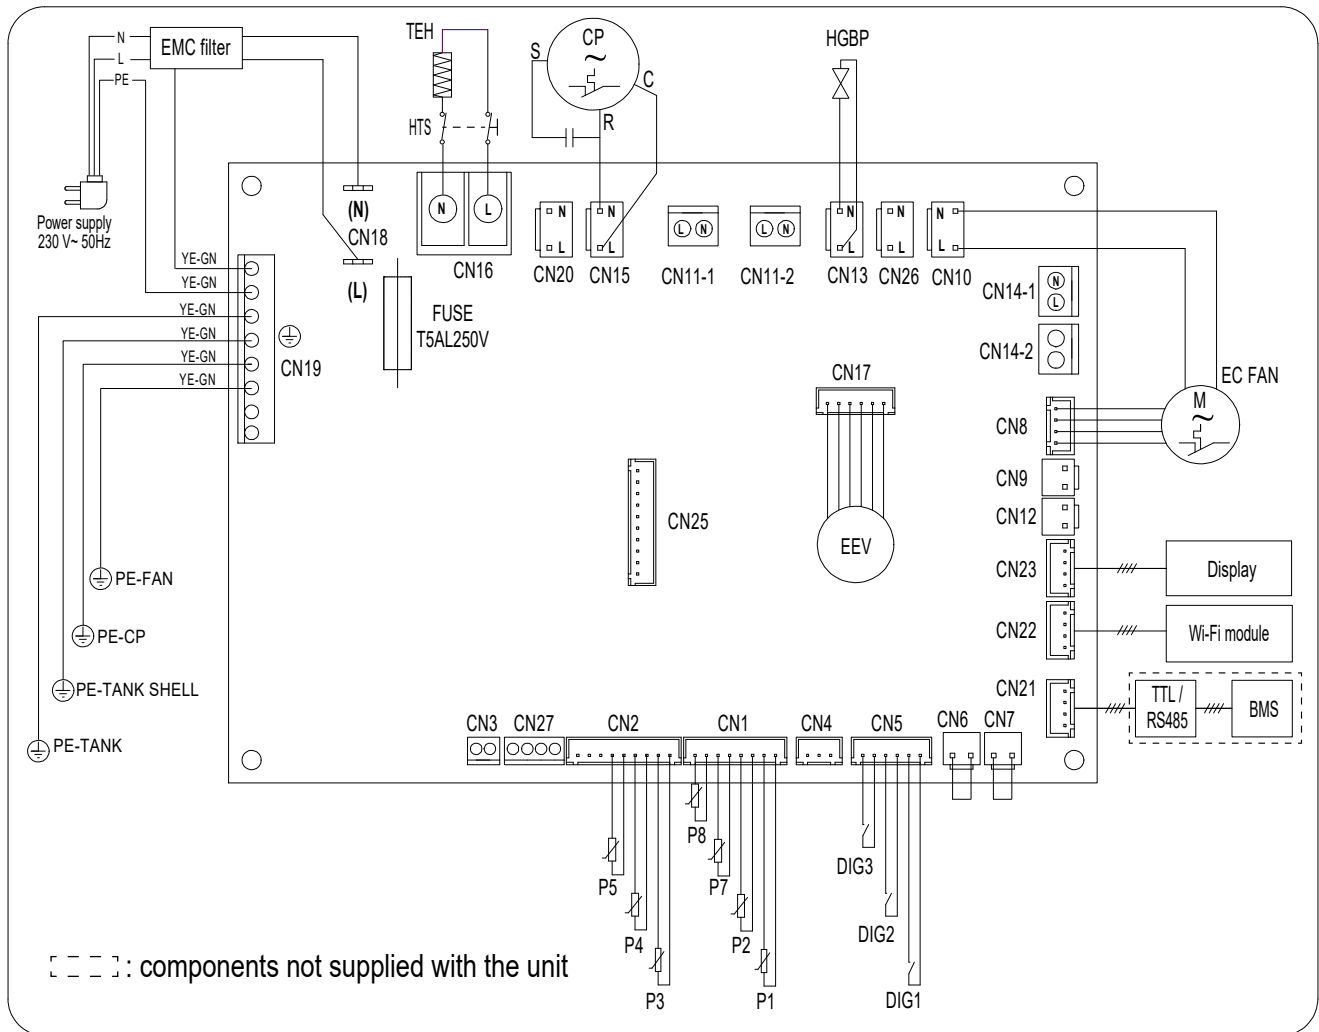 N
L
PE
EMC filter
Power supply
230 V~ 50Hz
TEH
HTS
S
CP
~
C
R
HGBP
(N)
CN18
(L)
N
L
CN16
N
L
CN20
N
L
CN15
L N
CN11-1
L N
CN11-2
N
L
CN13
N
L
CN26
N
L
CN10
YE-GN
YE-GN
YE-GN
YE-GN
YE-GN
YE-GN
CN19
FUSE
T5AL250V
CN14-1
N
L
CN14-2
CN17
EEV
EC FAN
M
~
CN8
CN9
CN12
CN25
CN23
Display
CN22
Wi-Fi module
CN21
TTL /
RS485
BMS
PE-FAN
PE-CP
PE-TANK SHELL
PE-TANK
CN3
CN27
CN2
CN1
CN4
CN5
CN6
CN7
P8
P5
P7
DIG3
P4
P2
DIG2
P3
P1
DIG1
: components not supplied with the unit